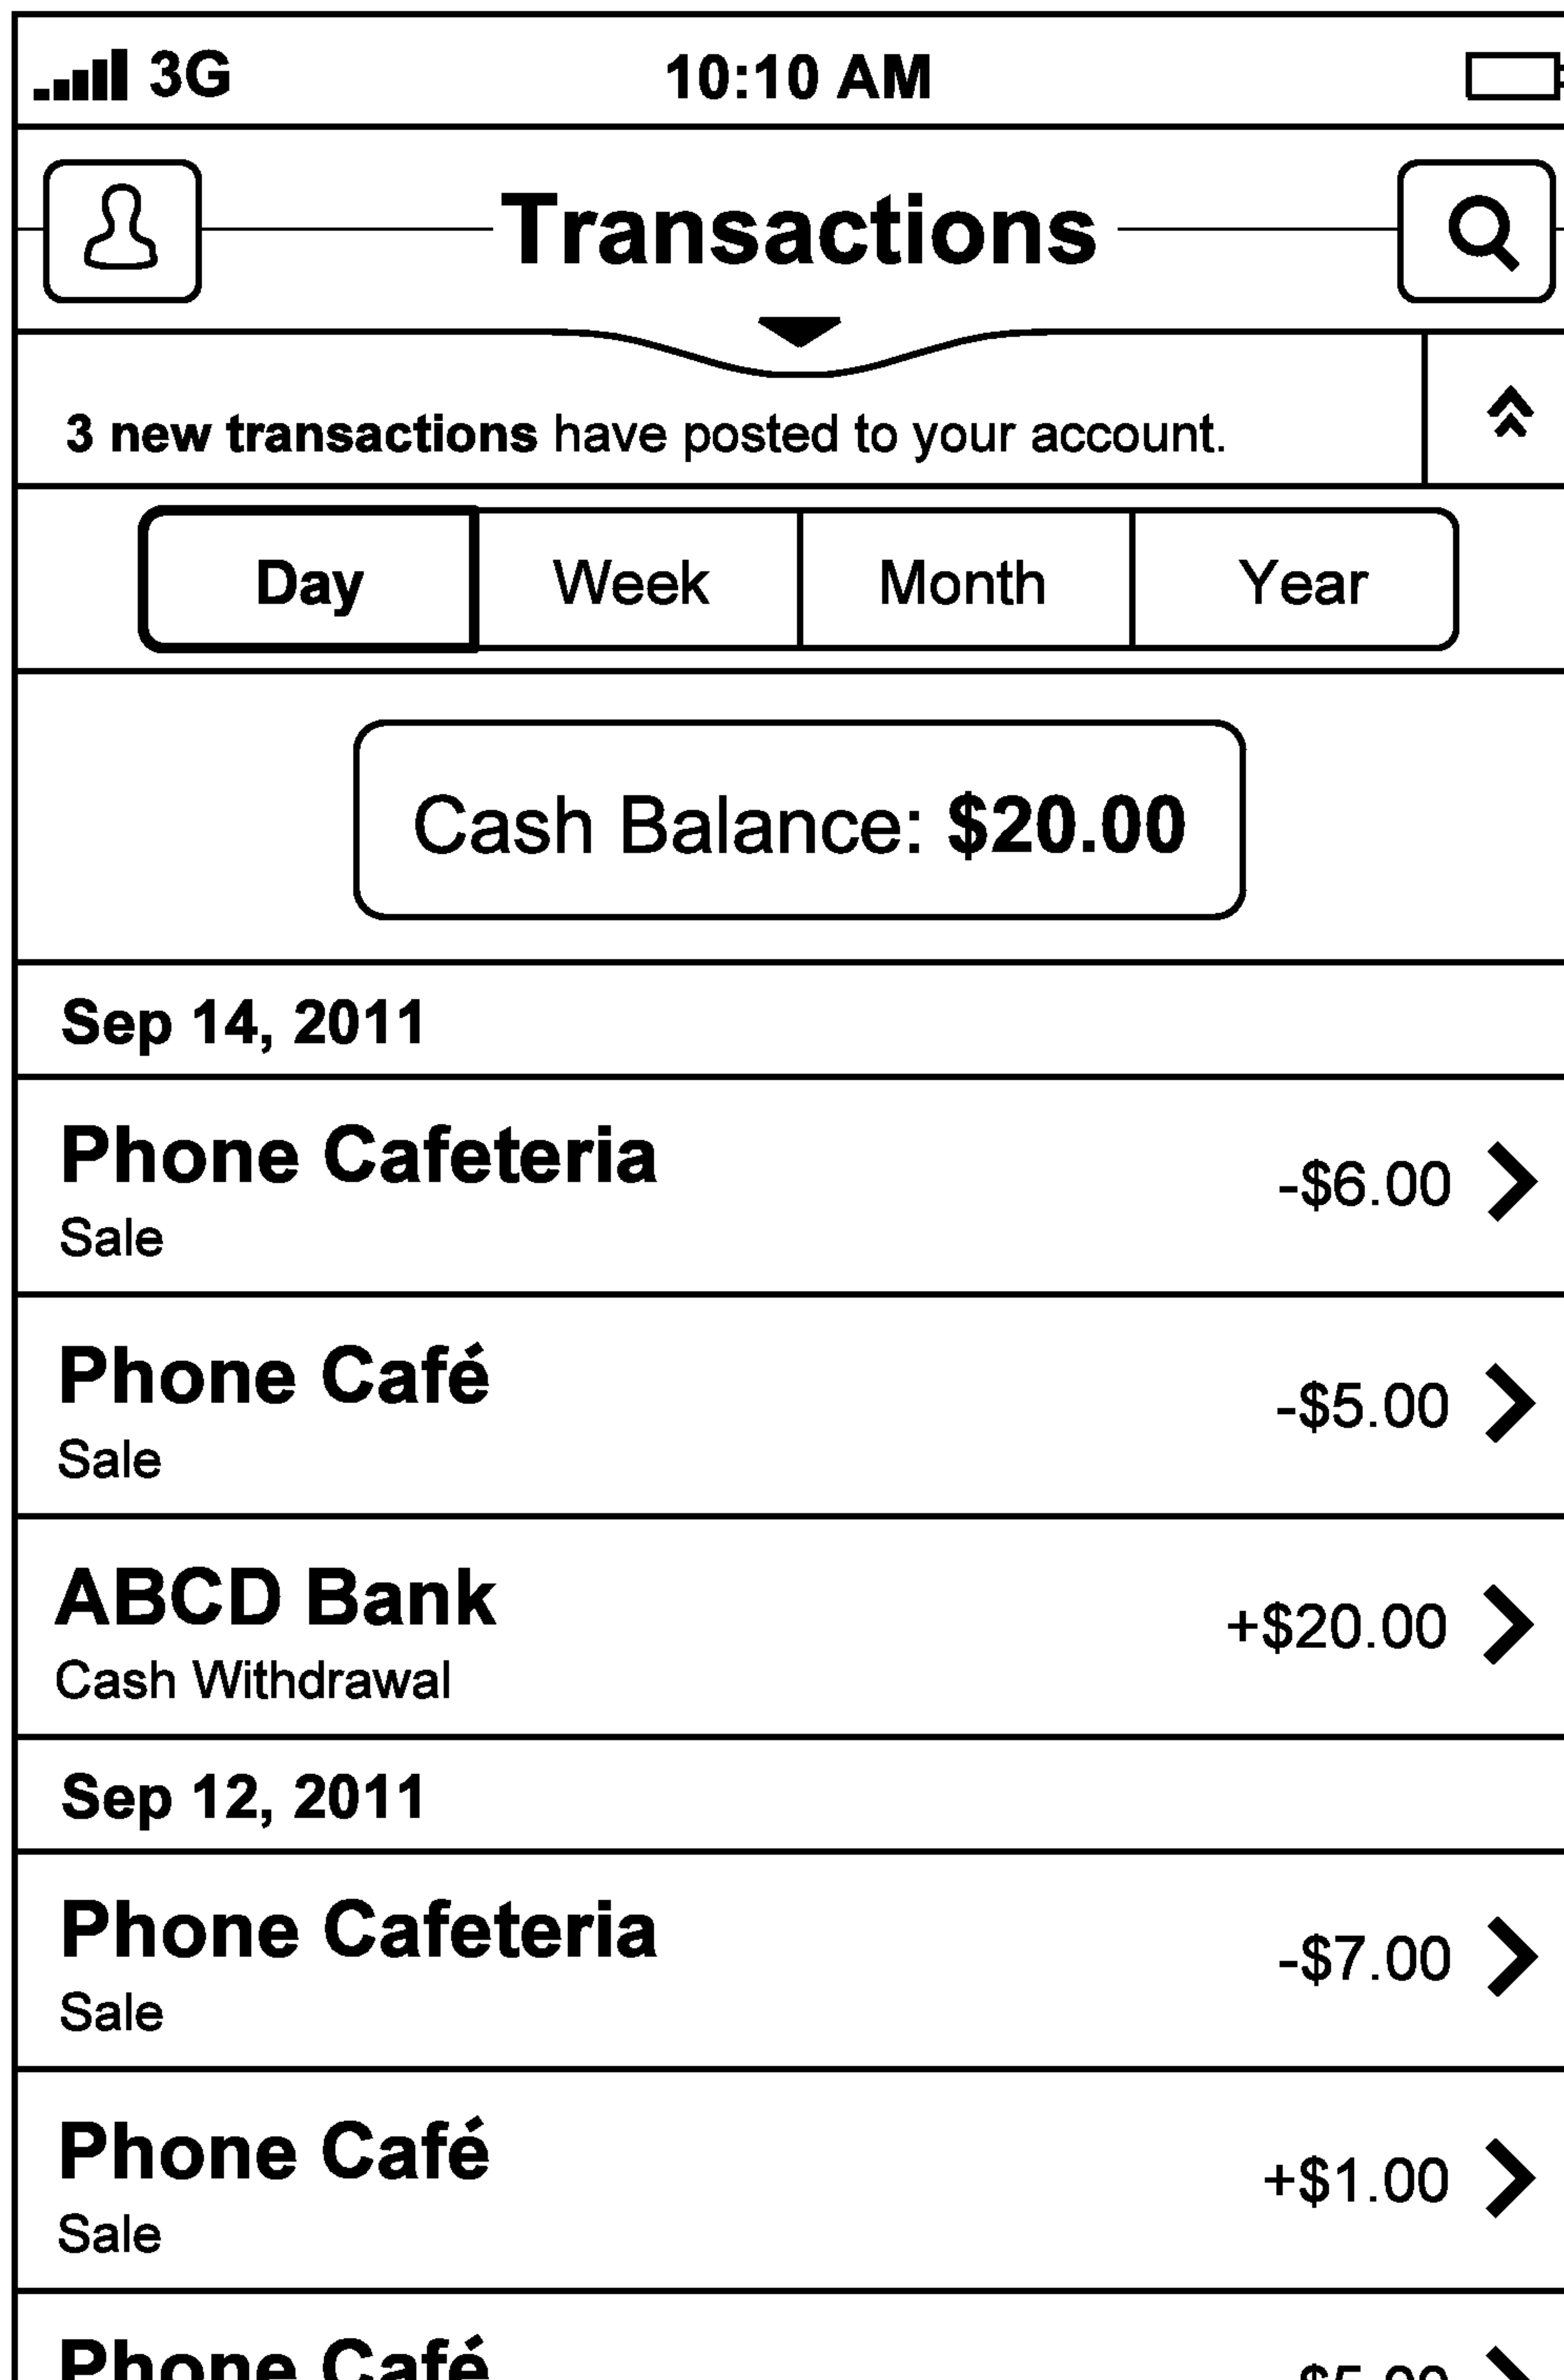 3G 10:10 AM
Transactions
3 new transactions have posted to your account.
Day Week Month Year
Cash Balance: $20.00
Sep 14, 2011
Phone Cafeteria
-$6.00
Sale
Phone Café
-$5.00
Sale
ABCD Bank
+$20.00
Cash Withdrawal
Sep 12, 2011
Phone Cafeteria
-$7.00
Sale
Phone Café
+$1.00
Sale
Phone Café
$5.00